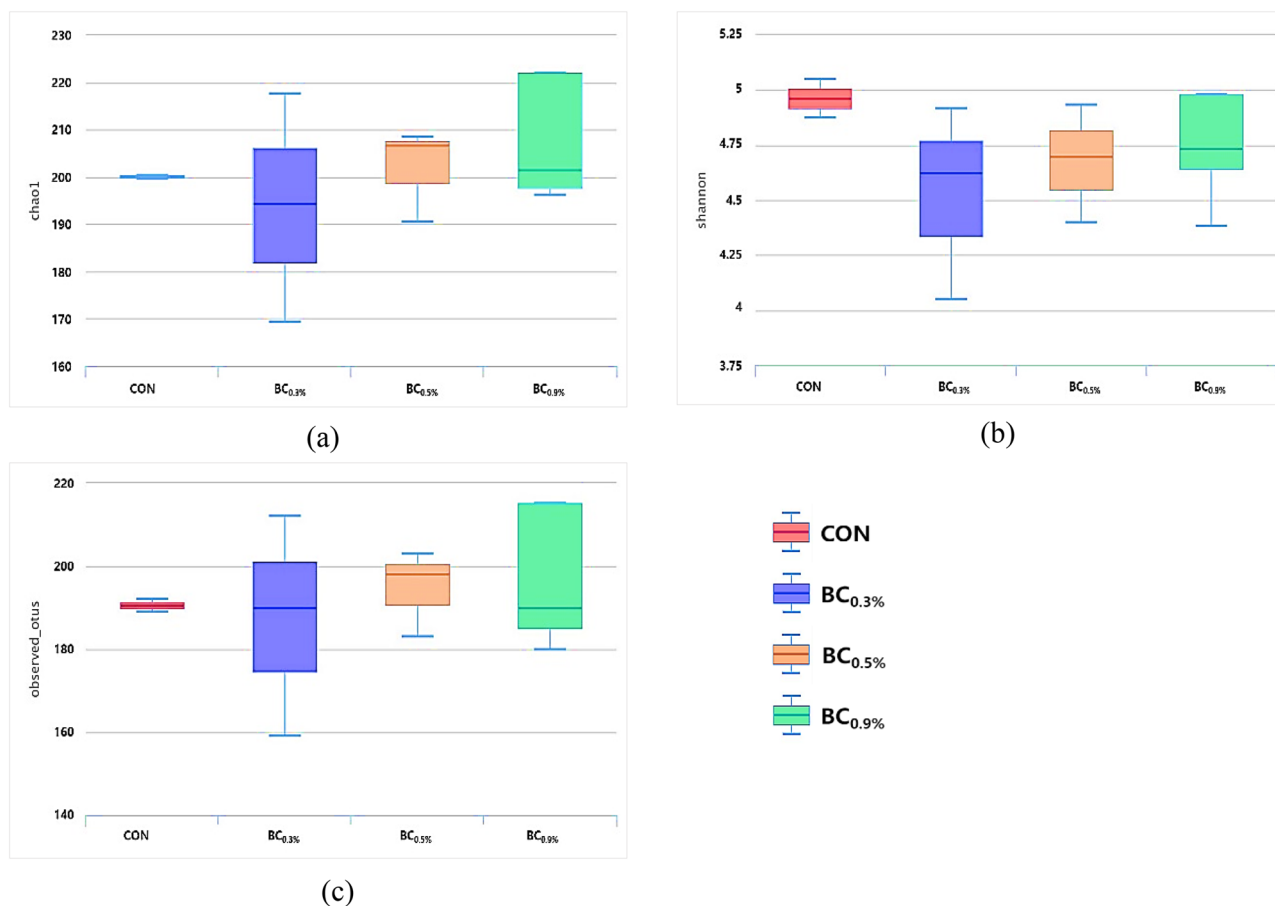 230
220
210
200
190
180
170
160
chao1
CON BC0.3% BC0.5% BC0.9%
(a)
5.25
5
4.75
4.5
4.25
4
3.75
shannon
CON BC0.3% BC0.5% BC0.9%
(b)
220
200
180
160
140
observed_otus
CON BC0.3% BC0.5% BC0.9%
(c)
CON
BC0.3%
BC0.5%
BC0.9%